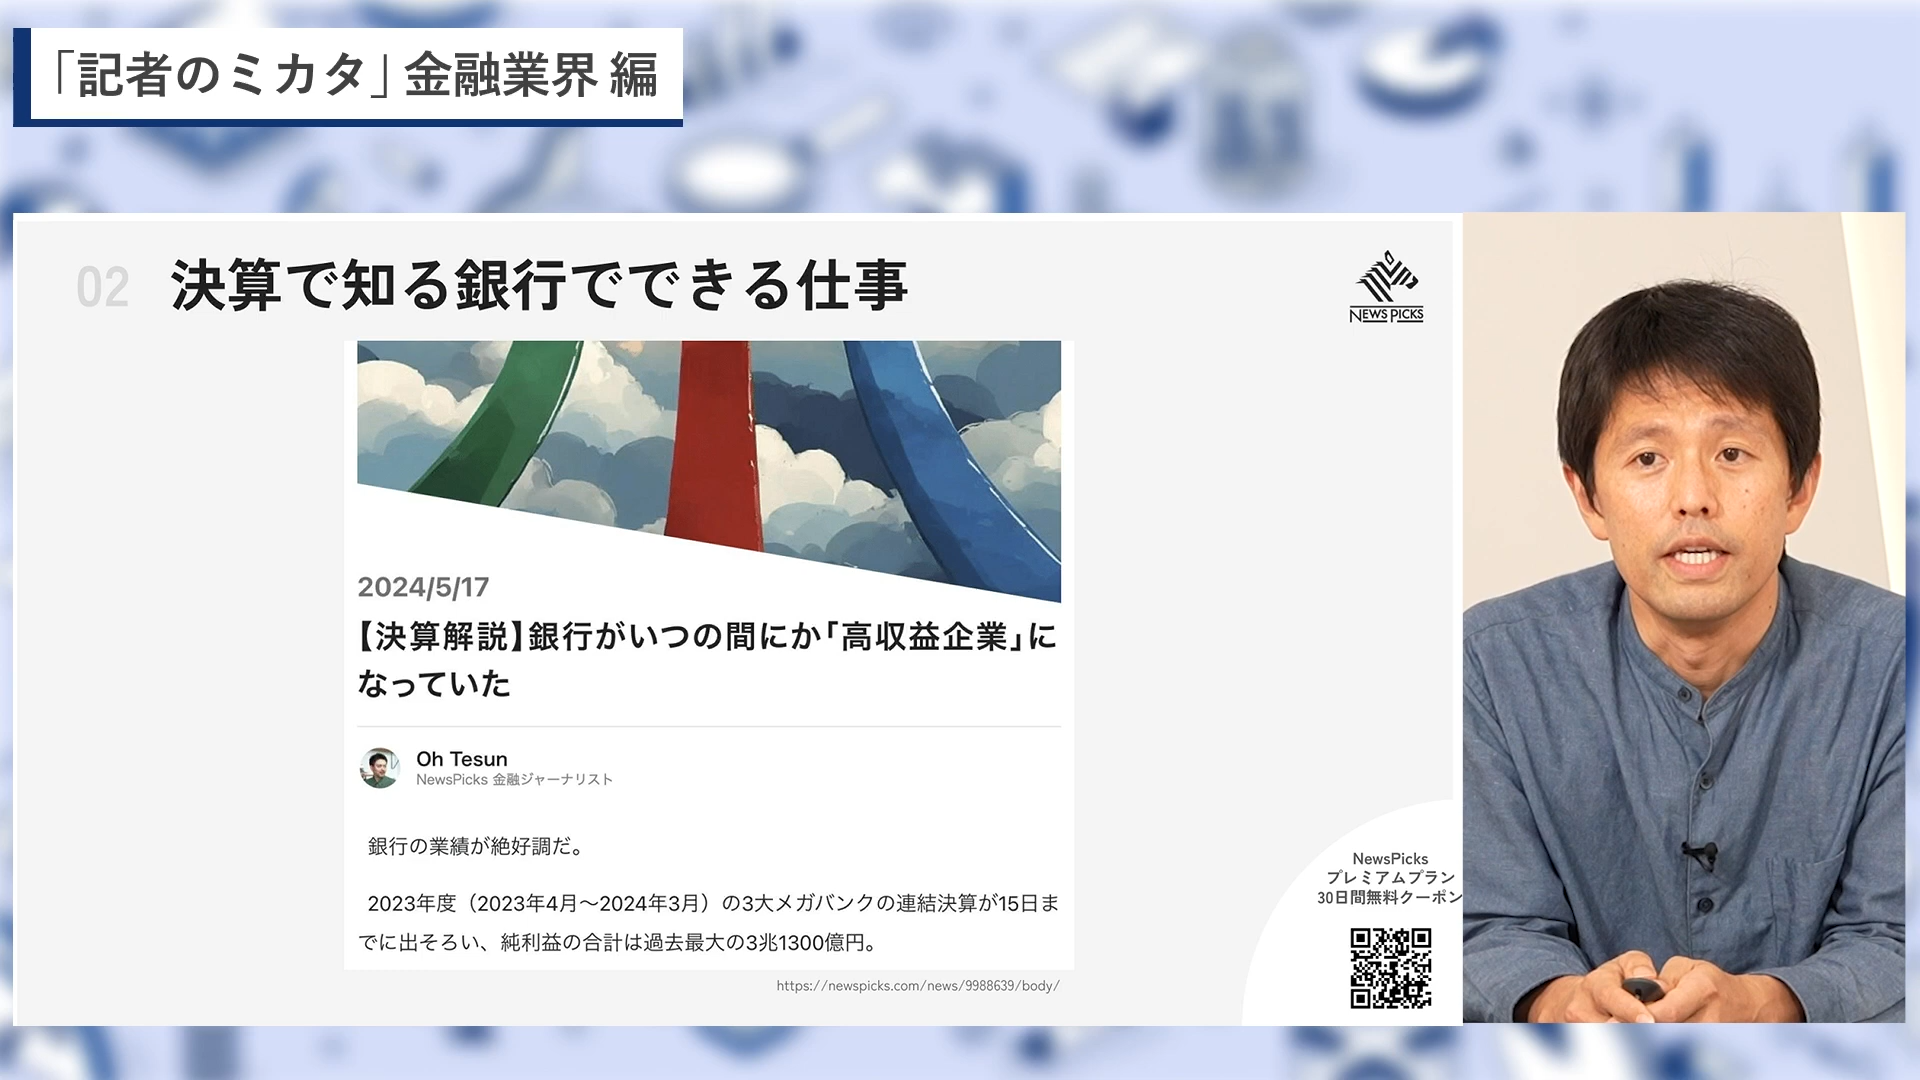 「記者のミカタ」金融業界 編
02 決算で知る銀行でできる仕事
NEWSPICKS
2024/5/17
【決算解説】銀行がいつの間にか「高収益企業」に
なっていた
Oh Tesun
NewsPicks 金融ジャーナリスト
銀行の業績が絶好調だ。
2023年度（2023年4月〜2024年3月）の3大メガバンクの連結決算が15日ま
でに出そろい、純利益の合計は過去最大の3兆1300億円。
https://newspicks.com/news/9988639/body/
NewsPicks
プレミアムプラン
30日間無料クーポン